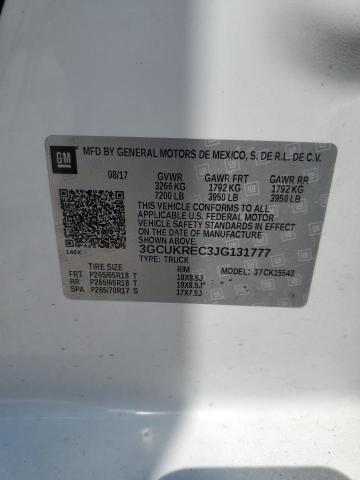 GM
MFD BY GENERAL MOTORS DE MEXICO, S. DE R.L. DE C.V.
08/17 GVWR GAWR FRT GAWR RR
3266 KG 1792 KG 1792 KG
7200 LB 3950 LB 3950 LB
THIS VEHICLE CONFORMS TO ALL
APPLICABLE U.S. FEDERAL MOTOR
VEHICLE SAFETY STANDARDS IN EFFECT ON
THE DATE OF MANUFACTURE SHOWN ABOVE.
3GCUKREC3JG131777
TYPE: TRUCK
TIRE SIZE RIM MODEL: 37CK15543
FRT P265/65R18 T 18X8.5J
RR P265/65R18 T 18X8.5J
SPA P265/70R17 S 17X7.5J